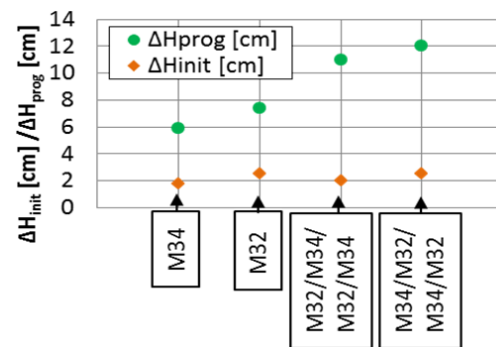 ΔHinit [cm] /ΔHprog [cm]
14
12
10
8
6
4
2
0
ΔHprog [cm]
ΔHinit [cm]
M34
M32
M32/M34/
M32/M34
M34/M32/
M34/M32